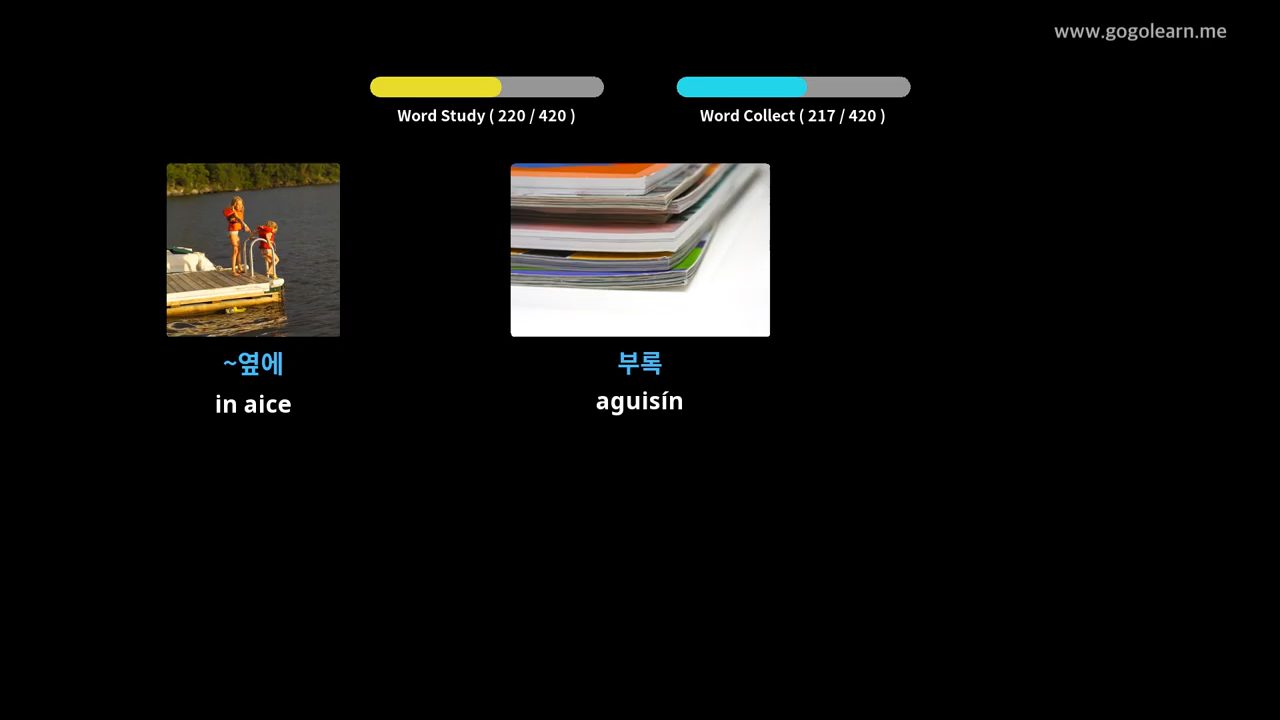 www.gogolearn.me
Word Study ( 220 / 420 )
Word Collect ( 217 / 420 )
~옆에
in aice
부록
aguisín